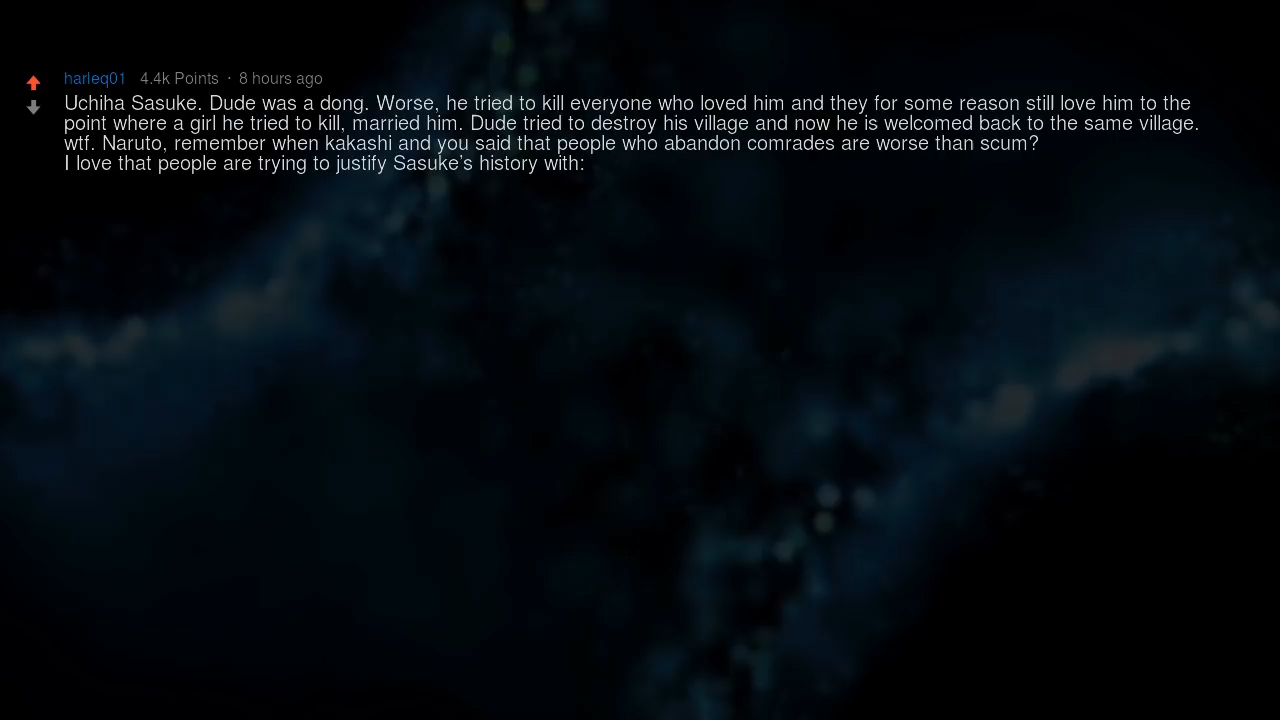 harleq01 4.4k Points · 8 hours ago
Uchiha Sasuke. Dude was a dong. Worse, he tried to kill everyone who loved him and they for some reason still love him to the
point where a girl he tried to kill, married him. Dude tried to destroy his village and now he is welcomed back to the same village.
wtf. Naruto, remember when kakashi and you said that people who abandon comrades are worse than scum?
I love that people are trying to justify Sasuke’s history with: